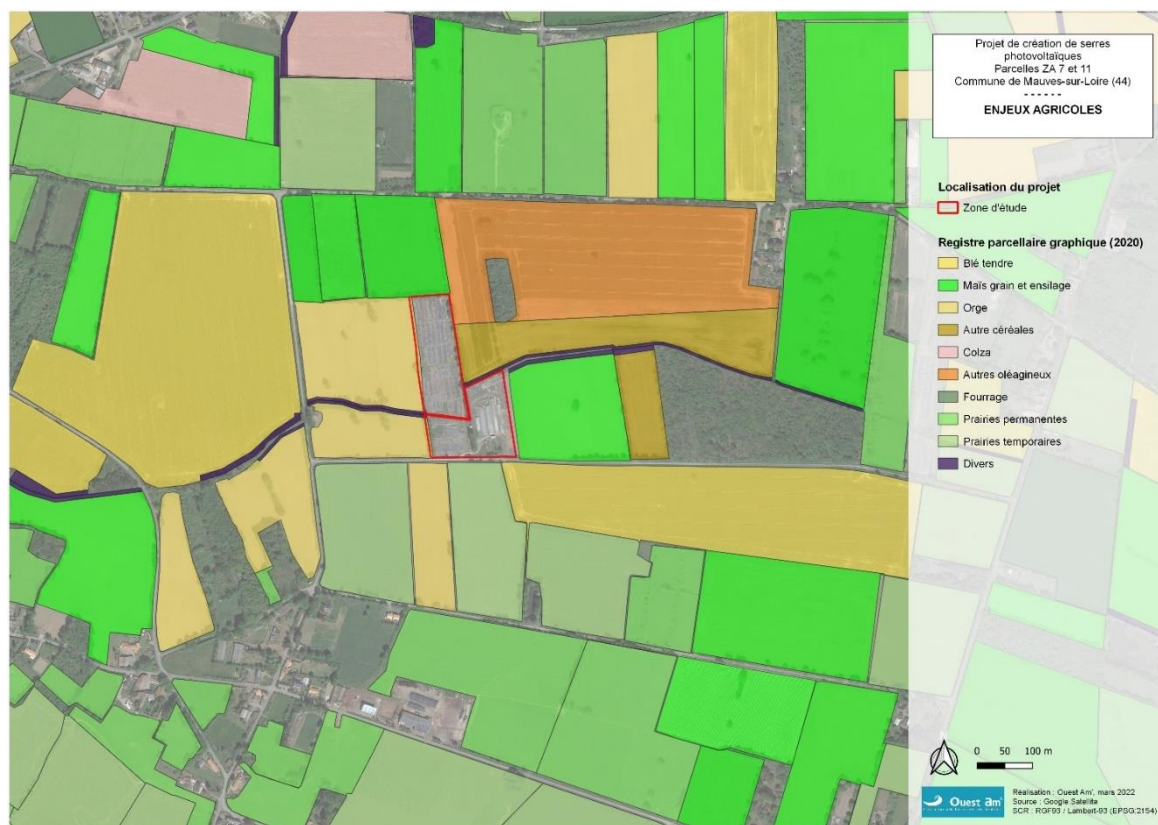 Projet de création de serres
photovoltaïques
Parcelles ZA 7 et 11
Commune de Mauves-sur-Loire (44)
- - - - - -
ENJEUX AGRICOLES
Localisation du projet
Zone d'étude
Registre parcellaire graphique (2020)
Blé tendre
Maïs grain et ensilage
Orge
Autre céréales
Colza
Autres oléagineux
Fourrage
Prairies permanentes
Prairies temporaires
Divers
0 50 100 m
Ouest am'
Réalisation : Ouest Am', mars 2022
Source : Google Satellite
SCR : RGF93 / Lambert-93 (EPSG:2154)